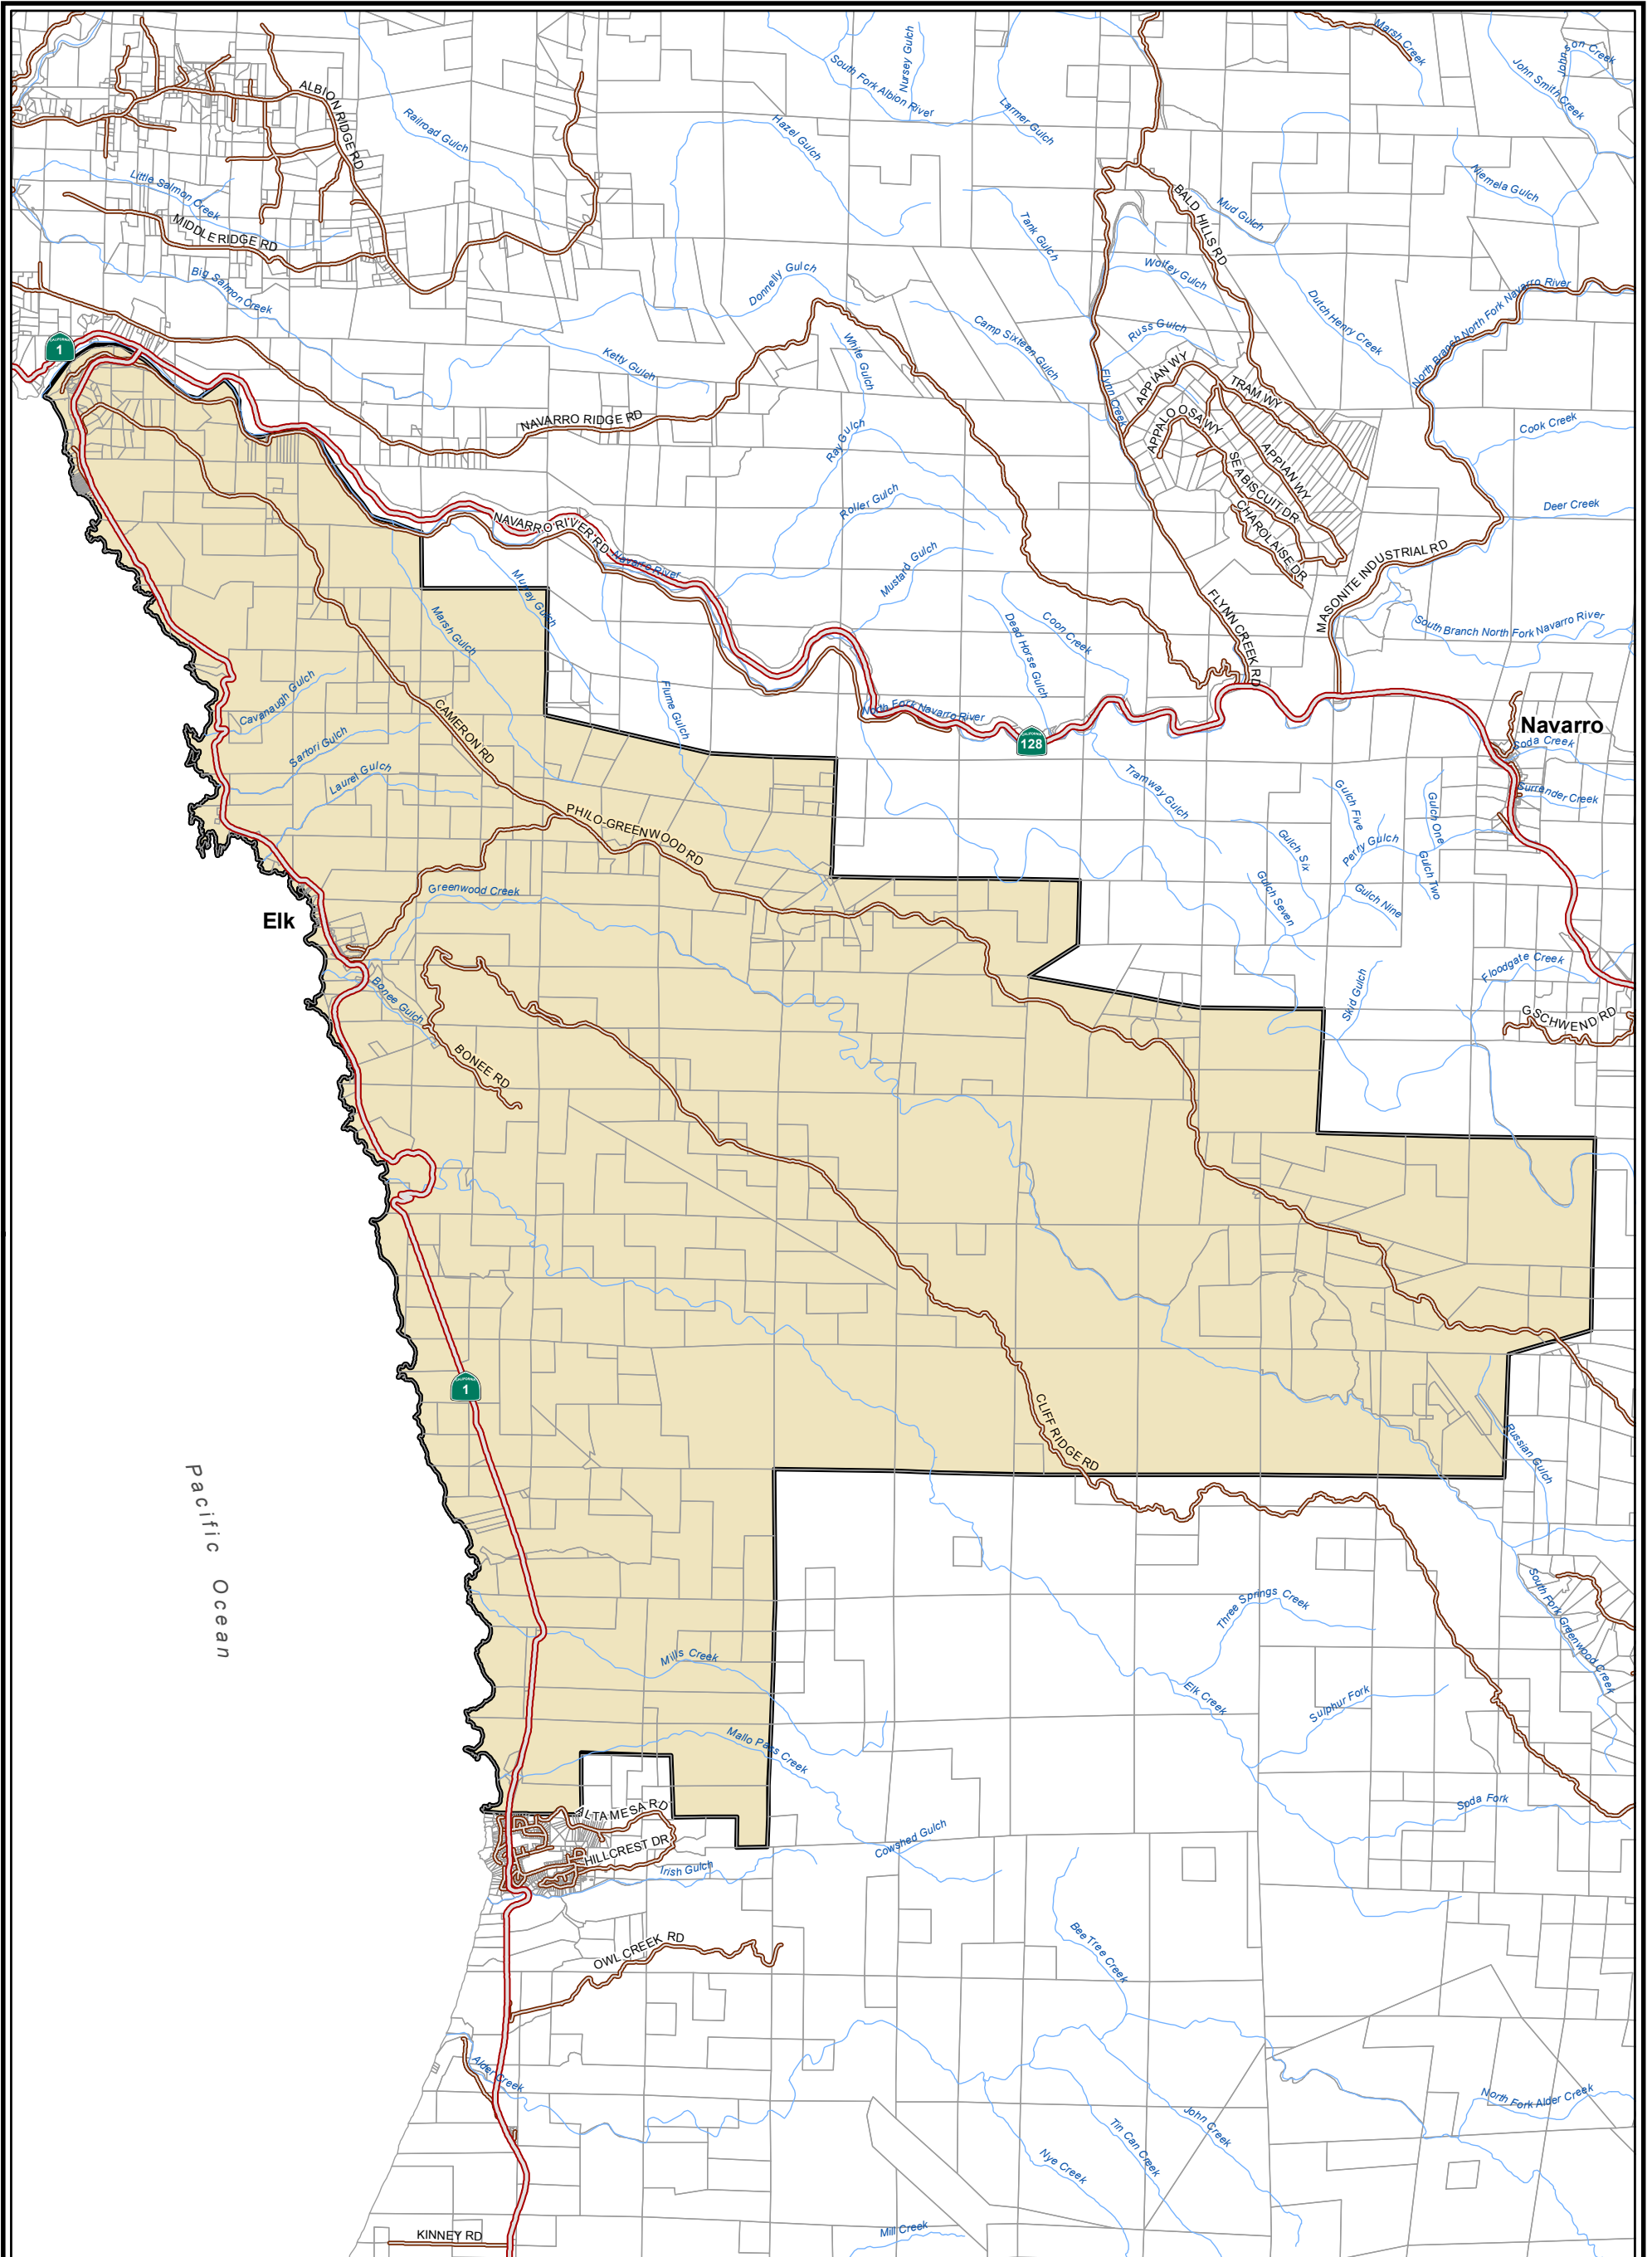 Marsh Creek
Johnson Creek
John Smith Creek
Nursey Gulch
South Fork Albion River
Larmer Gulch
ALBION RIDGE RD
Railroad Gulch
Hazel Gulch
Niemela Gulch
Little Salmon Creek
MIDDLE RIDGE RD
BALD HILLS RD
Mud Gulch
Tank Gulch
Wolfey Gulch
Big Salmon Creek
Donnelly Gulch
Dutch Henry Creek
North Branch North Fork Navarro River
Camp Sixteen Gulch
Russ Gulch
CALIFORNIA
1
White Gulch
Ketty Gulch
Flynn Creek
APPIAN WY
TRAM WY
NAVARRO RIDGE RD
APPALOOSA WY
Cook Creek
Ray Gulch
APPIAN WY
SEABISCUIT DR
Roller Gulch
CHAROLAISE DR
Deer Creek
NAVARRO RIVER RD
Navarro River
Mustard Gulch
MASONITE INDUSTRIAL RD
Murray Gulch
Marsh Gulch
FLYNN CREEK RD
Coon Creek
Dead Horse Gulch
South Branch North Fork Navarro River
Cavanaugh Gulch
Flume Gulch
North Fork Navarro River
CAMERON RD
Sartori Gulch
CALIFORNIA
128
Navarro
Soda Creek
Laurel Gulch
Tramway Gulch
Surrender Creek
Gulch Five
Gulch One
PHILO-GREENWOOD RD
Gulch Six
Perry Gulch
Gulch Two
Greenwood Creek
Gulch Seven
Gulch Nine
Elk
Floodgate Creek
Bonee Gulch
Skid Gulch
GSCHWEND RD
BONEE RD
CALIFORNIA
1
CLIFF RIDGE RD
Russian Gulch
Pacific Ocean
South Fork Greenwood Creek
Three Springs Creek
Mills Creek
Elk Creek
Sulphur Fork
Mallo Pass Creek
ALTA MESA RD
Soda Fork
HILLCREST DR
Cowshed Gulch
Irish Gulch
OWL CREEK RD
Bee Tree Creek
Alder Creek
North Fork Alder Creek
John Creek
Tin Can Creek
Nye Creek
Mill Creek
KINNEY RD